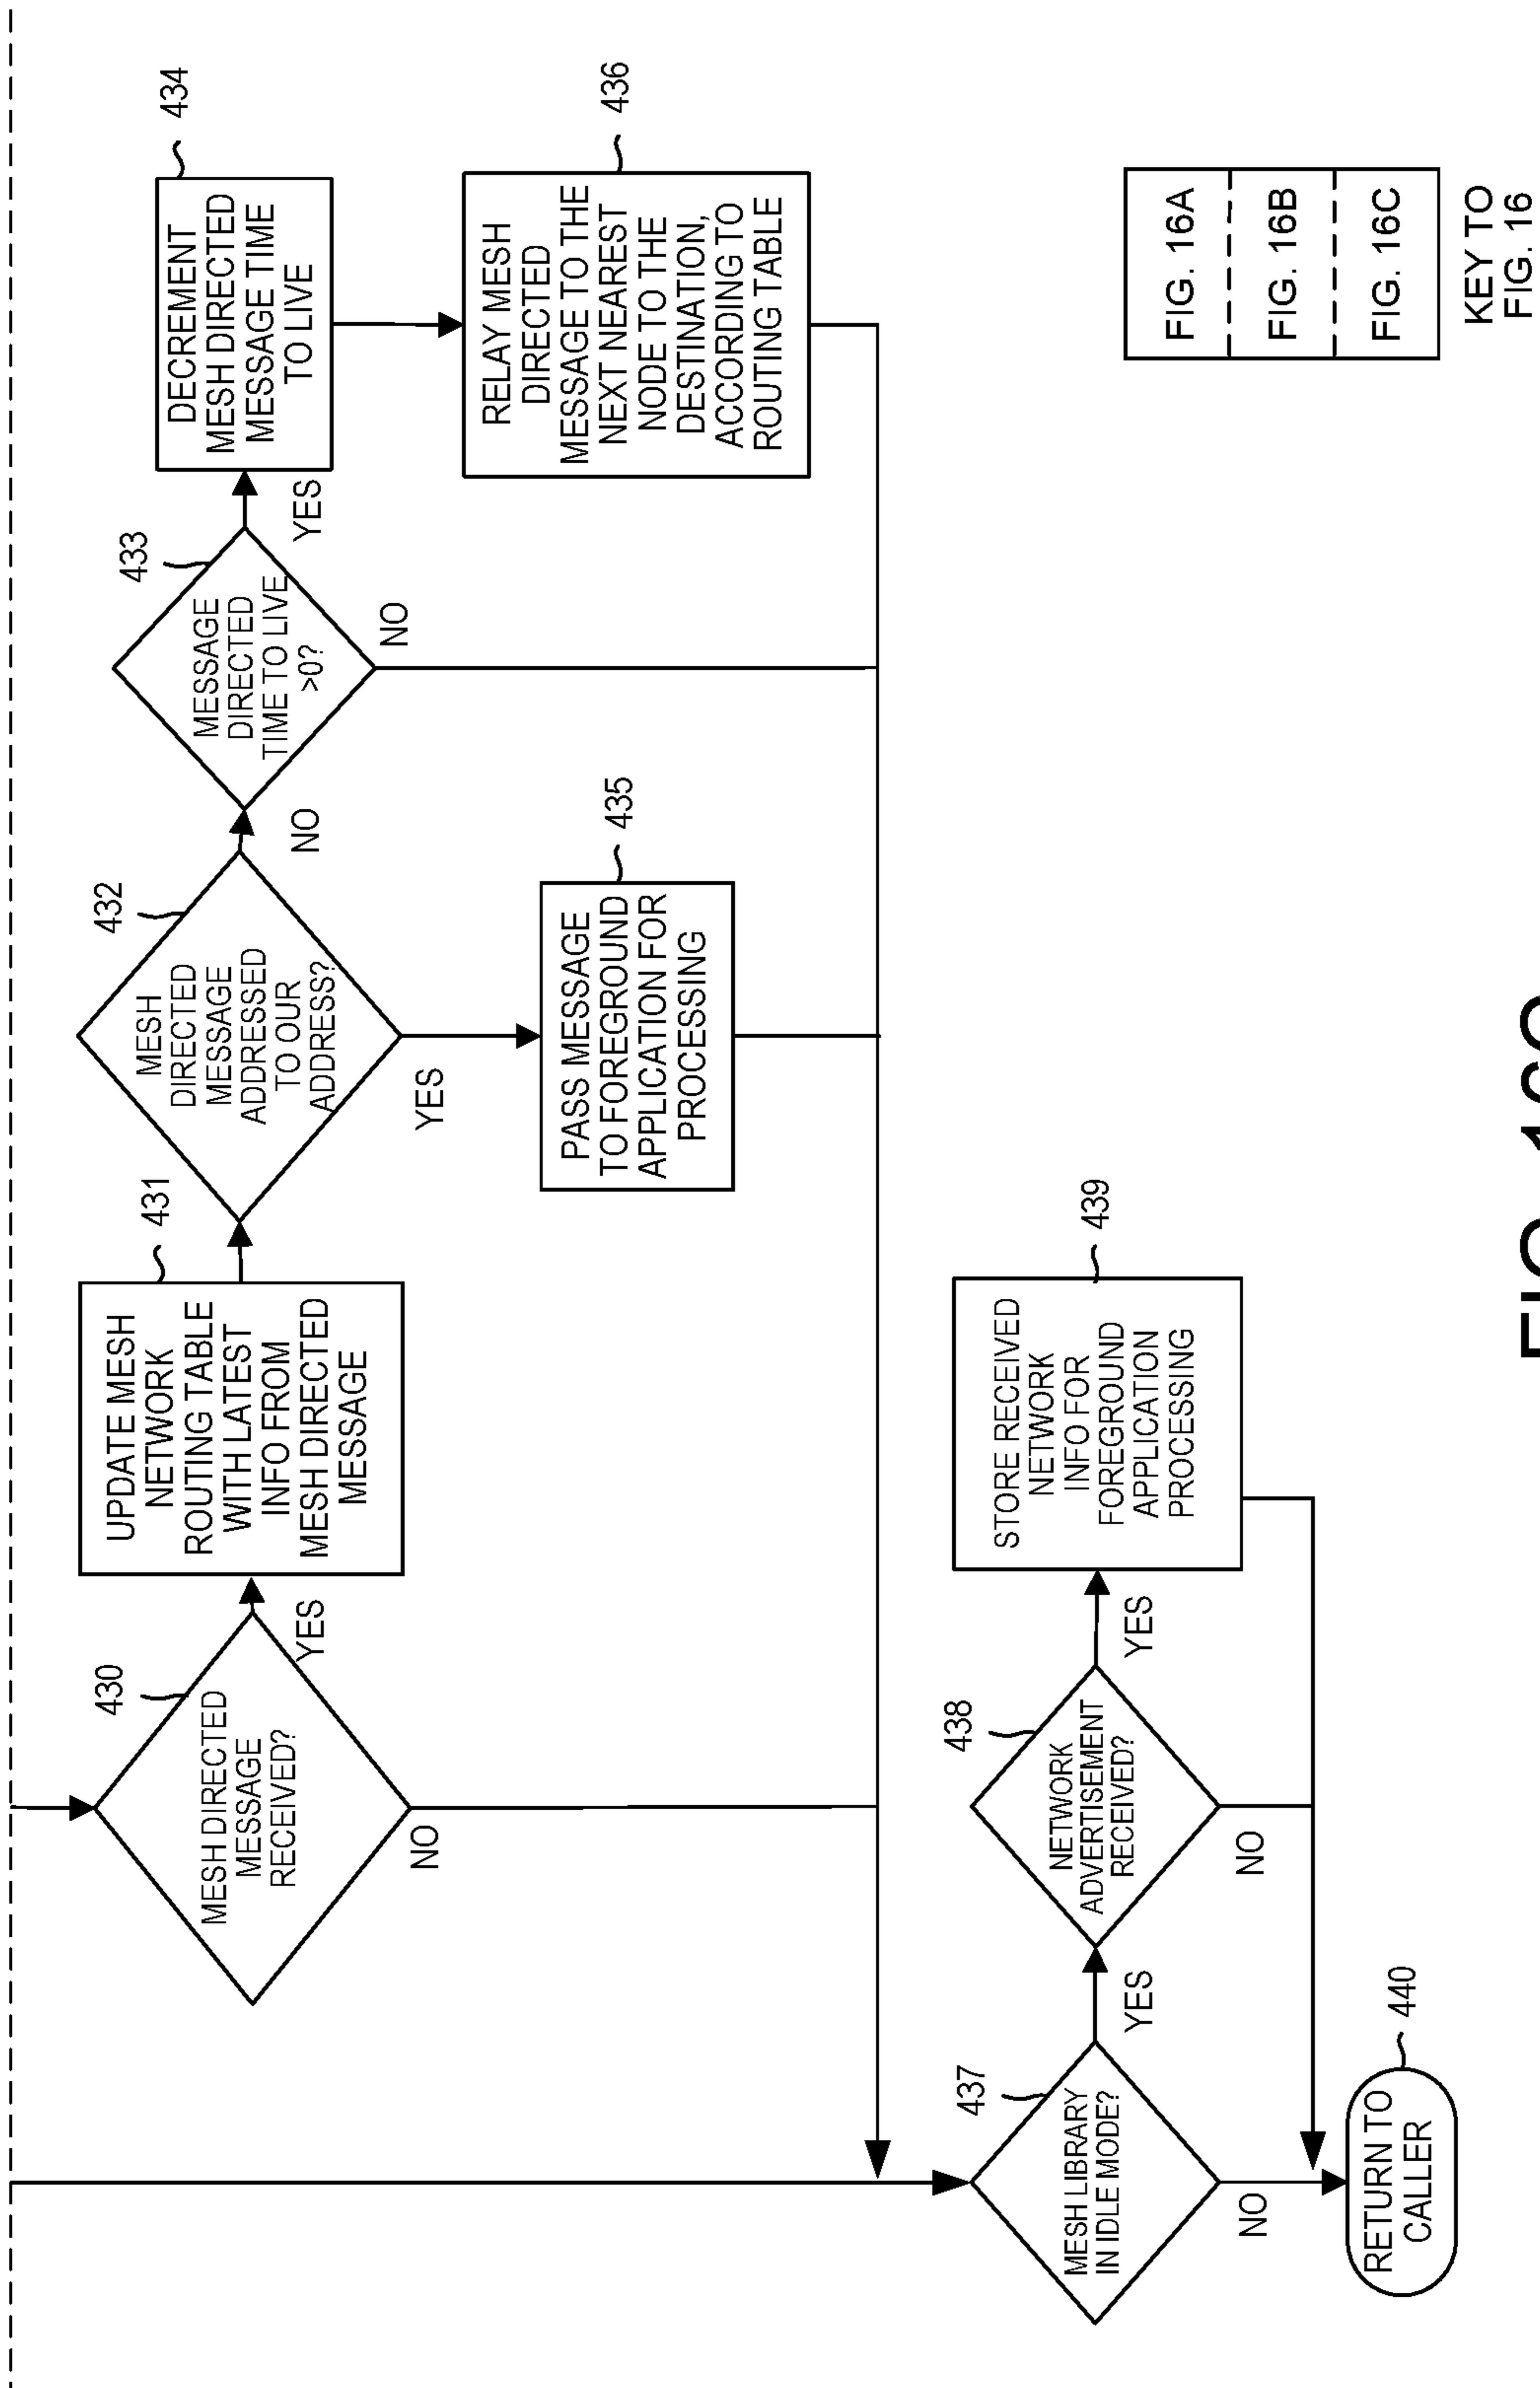 430
MESH DIRECTED
MESSAGE
RECEIVED?
YES
NO
431
UPDATE MESH
NETWORK
ROUTING TABLE
WITH LATEST
INFO FROM
MESH DIRECTED
MESSAGE
432
MESH
DIRECTED
MESSAGE
ADDRESSED
TO OUR
ADDRESS?
NO
YES
433
MESSAGE
DIRECTED
TIME TO LIVE
>0?
YES
NO
434
DECREMENT
MESH DIRECTED
MESSAGE TIME
TO LIVE
435
PASS MESSAGE
TO FOREGROUND
APPLICATION FOR
PROCESSING
436
RELAY MESH
DIRECTED
MESSAGE TO THE
NEXT NEAREST
NODE TO THE
DESTINATION,
ACCORDING TO
ROUTING TABLE
437
MESH LIBRARY
IN IDLE MODE?
YES
NO
438
NETWORK
ADVERTISEMENT
RECEIVED?
YES
NO
439
STORE RECEIVED
NETWORK
INFO FOR
FOREGROUND
APPLICATION
PROCESSING
440
RETURN TO
CALLER
FIG. 16A
FIG. 16B
FIG. 16C
KEY TO
FIG. 16